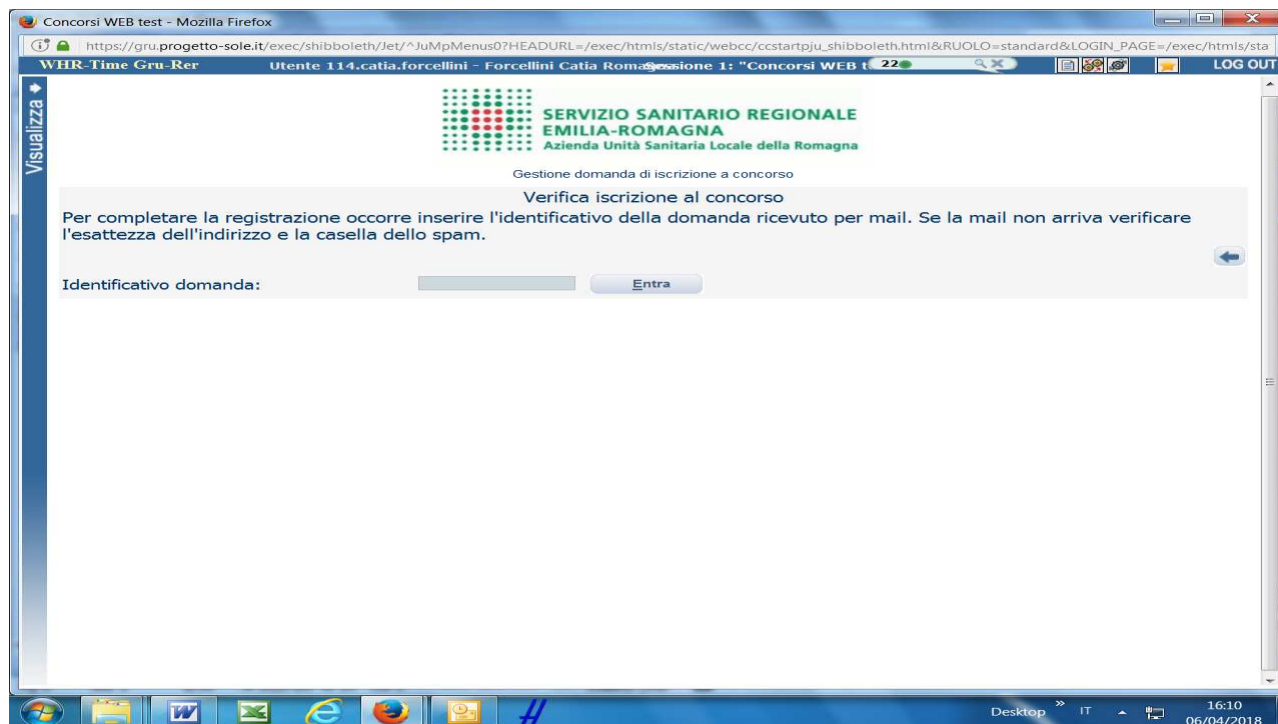 Concorsi WEB test - Mozilla Firefox
https://gru.progetto-sole.it/exec/shibboleth/Jet/^JuMpMenus0?HEADURL=/exec/htmls/static/webcc/ccstartpju_shibboleth.html&RUOLO=standard&LOGIN_PAGE=/exec/htmls/sta
WHR-Time Gru-Rer Utente 114.catia.forcellini - Forcellini Catia 1: "Concorsi WEB t 22 LOG OUT
Visualizza
SERVIZIO SANITARIO REGIONALE
EMILIA-ROMAGNA
Azienda Unità Sanitaria Locale della Romagna
Gestione domanda di iscrizione a concorso
Verifica iscrizione al concorso
Per completare la registrazione occorre inserire l'identificativo della domanda ricevuto per mail. Se la mail non arriva verificare
l'esattezza dell'indirizzo e la casella dello spam.
Identificativo domanda: Entra
Desktop » IT 16:10
06/04/2018